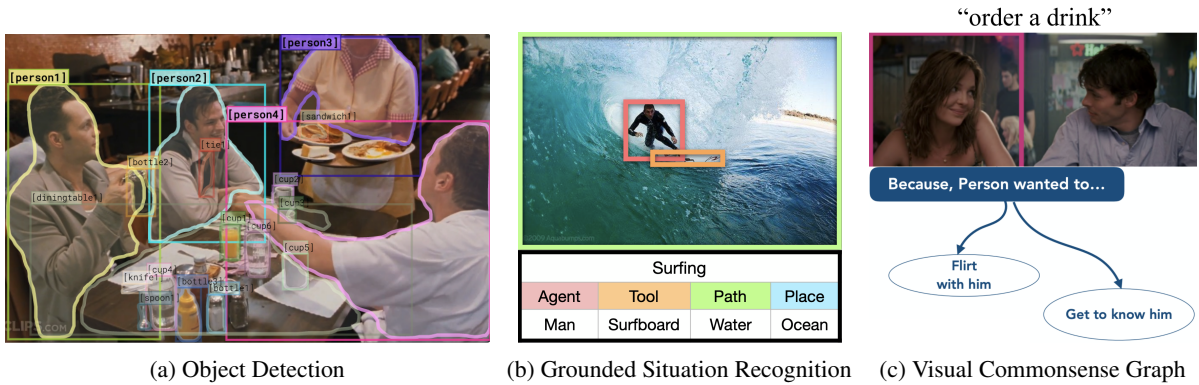 “order a drink”
[person3]
[person1]
[person2]
[person4]
[sandwich1]
[tie1]
[bottle2]
[diningtable1]
[cup2]
[cup3]
[cup1]
[cup6]
[cup5]
[cup4]
[knife1]
[bottle3]
[bottle1]
[spoon1]
CLIPS.COM
Surfing
Agent Tool Path Place
Man Surfboard Water Ocean
Because, Person wanted to...
Flirt
with him
Get to know him
(a) Object Detection
(b) Grounded Situation Recognition
(c) Visual Commonsense Graph